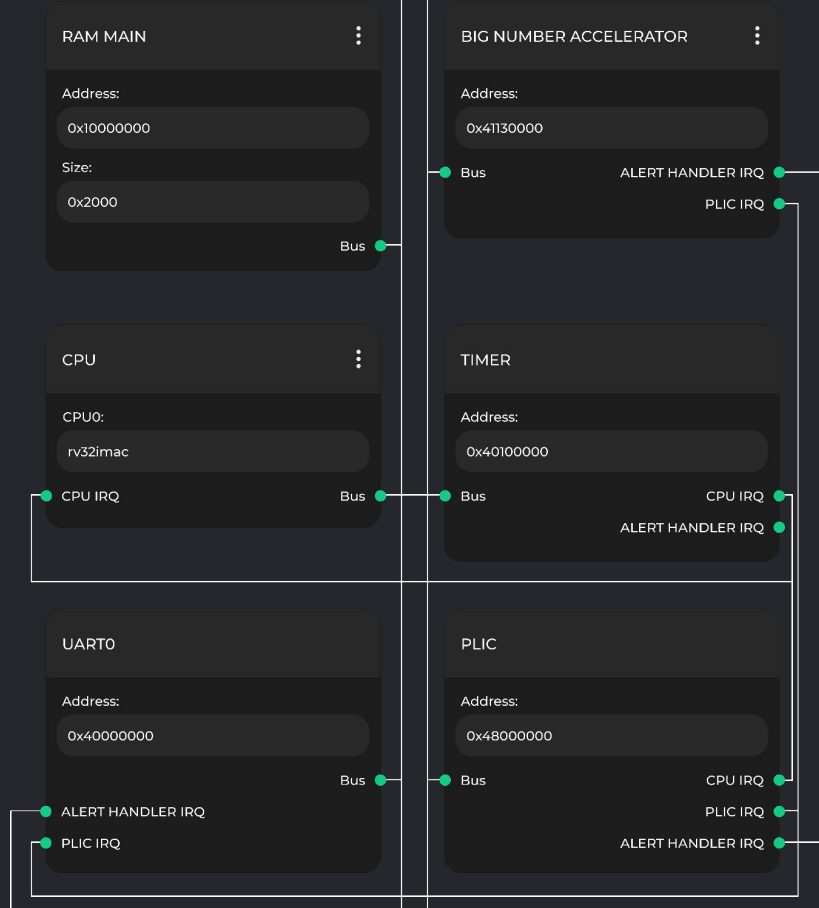 RAM MAIN
Address:
0x10000000
Size:
0x2000
Bus
BIG NUMBER ACCELERATOR
Address:
0x41130000
Bus
ALERT HANDLER IRQ
PLIC IRQ
CPU
CPU0:
rv32imac
CPU IRQ
Bus
TIMER
Address:
0x40100000
Bus
CPU IRQ
ALERT HANDLER IRQ
UART0
Address:
0x40000000
Bus
ALERT HANDLER IRQ
PLIC IRQ
PLIC
Address:
0x48000000
Bus
CPU IRQ
PLIC IRQ
ALERT HANDLER IRQ